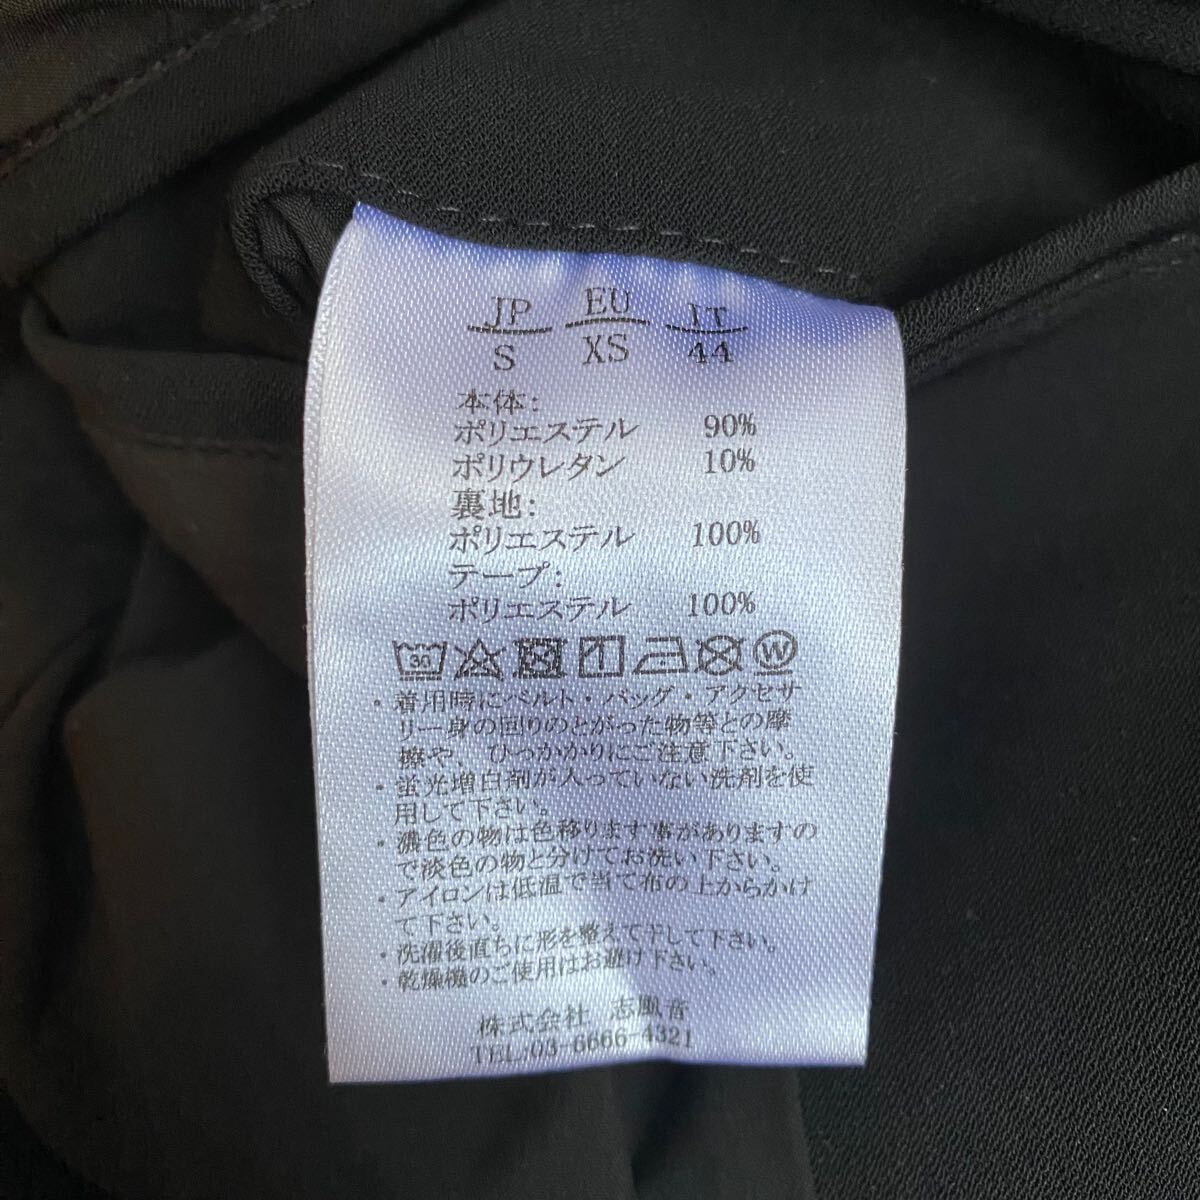 JP EU IT
S XS 44
本体:
ポリエステル 90%
ポリウレタン 10%
裏地:
ポリエステル 100%
テープ:
ポリエステル 100%
30 W
・着用時にベルト・バッグ・アクセサ
リー身の回りのとがった物等との摩
擦や、ひっかかりにご注意下さい。
・蛍光増白剤が入っていない洗剤を使
用して下さい。
・濃色の物は色移ります事がありますの
で淡色の物と分けてお洗い下さい。
・アイロンは低温で当て布の上からかけ
て下さい。
・洗濯後直ちに形を整えて干して下さい。
・乾燥機のご使用はお避け下さい。
株式会社 志風音
TEL:03-6666-4321